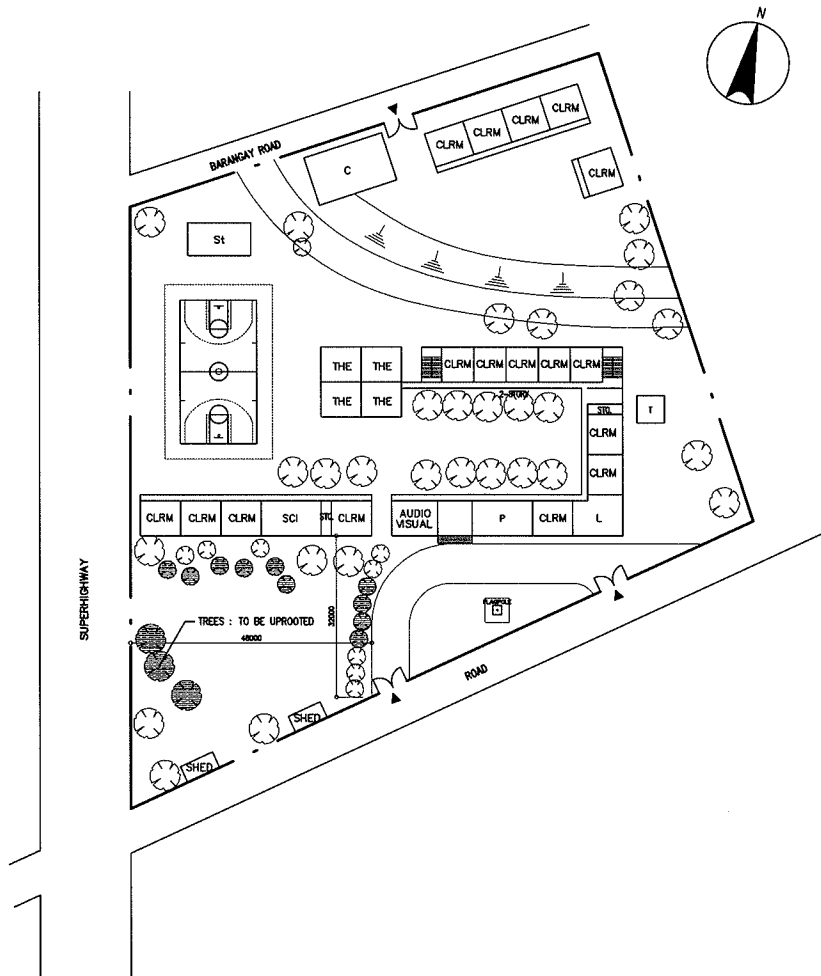 N
CLRM
CLRM
CLRM
CLRM
BARANGAY ROAD
C
CLRM
St
THE THE
CLRM CLRM CLRM CLRM CLRM
THE THE
2-STORY
STO.
T
CLRM
CLRM
CLRM CLRM CLRM SCI STO. CLRM
AUDIO
VISUAL
P CLRM L
SUPERHIGHWAY
32000
FLAGPOLE
TREES : TO BE UPROOTED
48000
ROAD
SHED
SHED